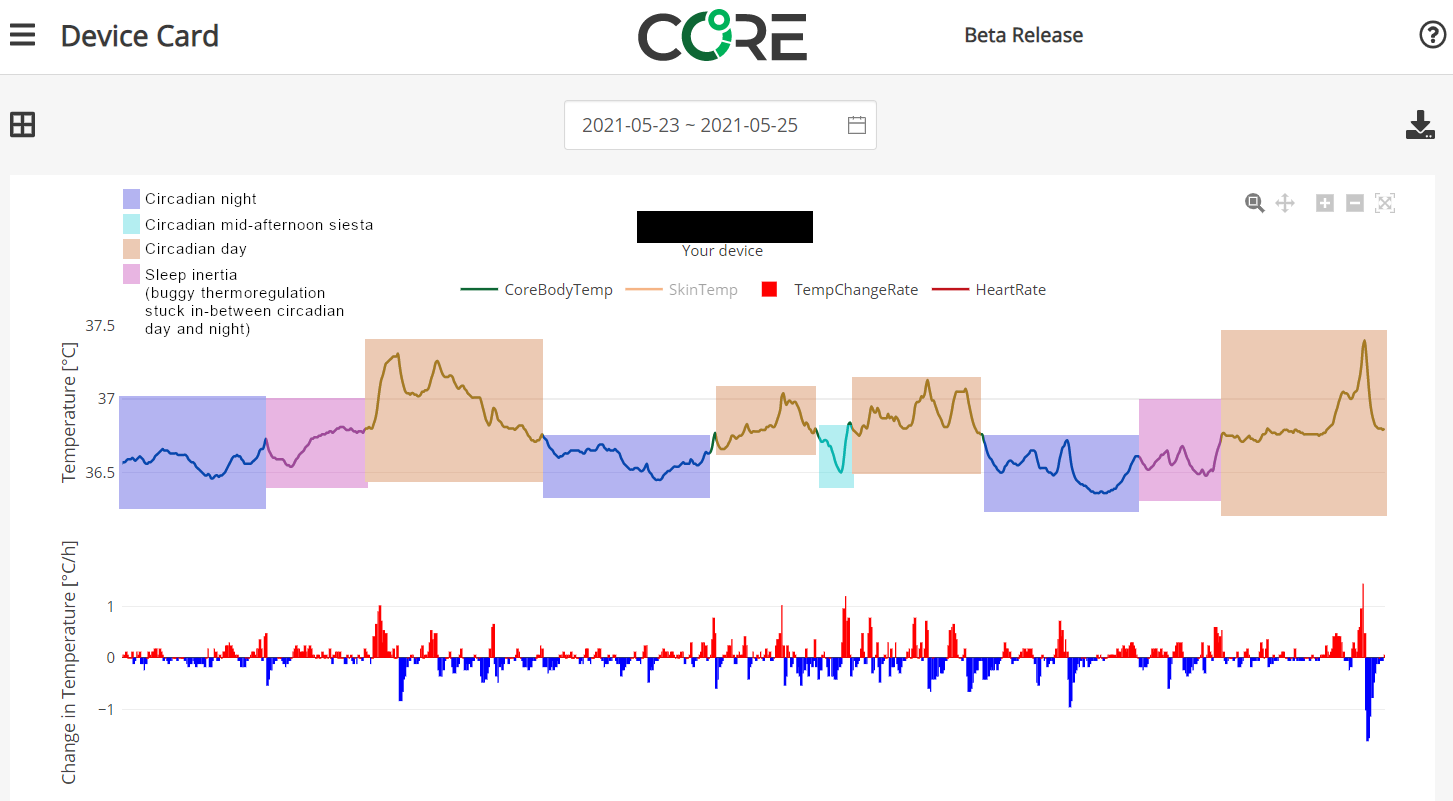 Device Card
CORE
Beta Release
2021-05-23 ~ 2021-05-25
Circadian night
Circadian mid-afternoon siesta
Circadian day
Sleep inertia
(buggy thermoregulation
stuck in-between circadian
day and night)
Your device
CoreBodyTemp
SkinTemp
TempChangeRate
HeartRate
Temperature [°C]
37.5
37
36.5
Change in Temperature [°C/h]
1
0
−1